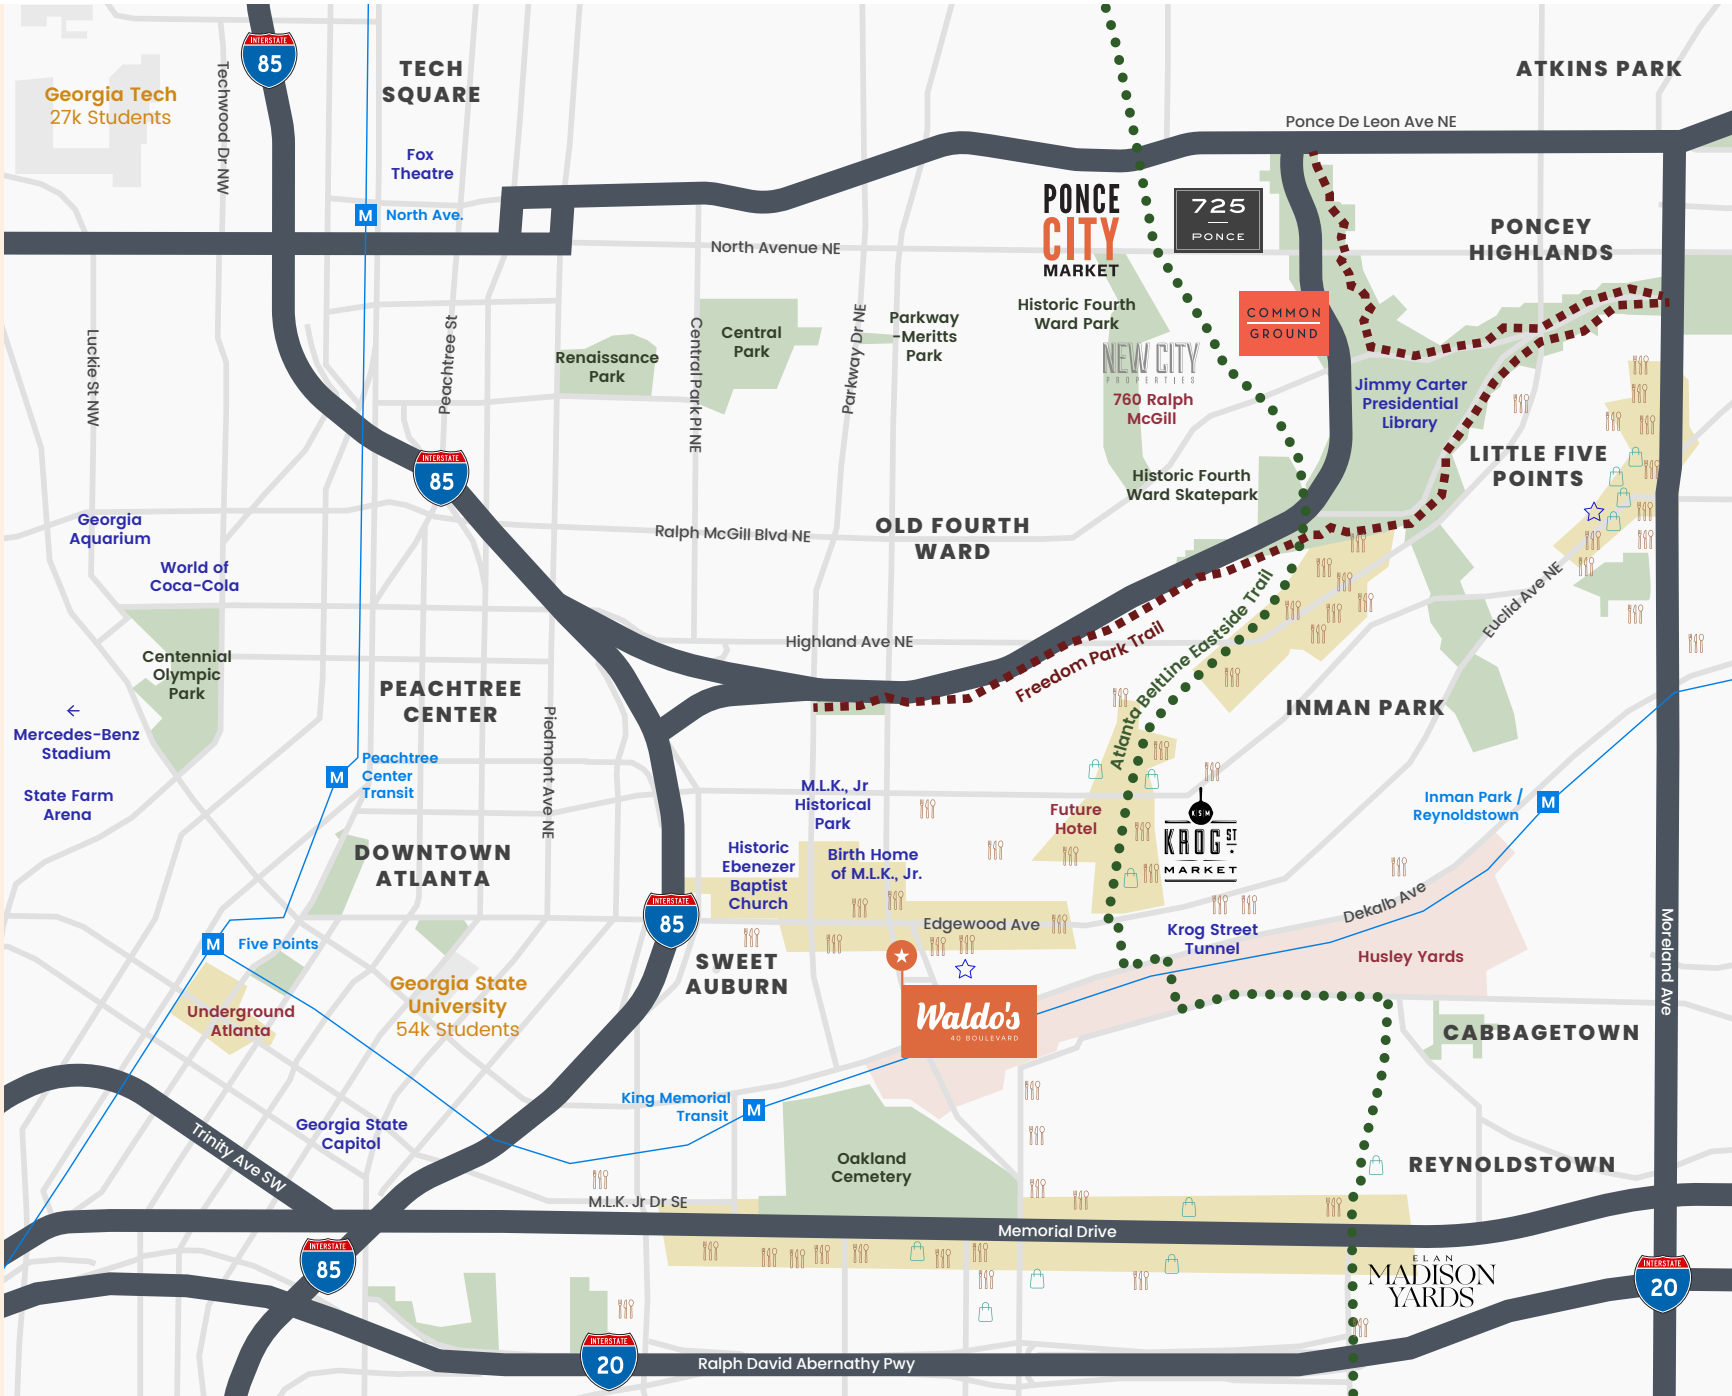 INTERSTATE
85
TECH
SQUARE
ATKINS PARK
Georgia Tech
27k Students
Techwood Dr NW
Ponce De Leon Ave NE
Fox
Theatre
M
North Ave.
PONCE
CITY
MARKET
725
PONCE
PONCEY
HIGHLANDS
North Avenue NE
Historic Fourth
Ward Park
COMMON
GROUND
Luckie St NW
Peachtree St
Renaissance
Park
Central Park Pl NE
Central
Park
Parkway Dr NE
Parkway
-Meritts
Park
NEW CITY
PROPERTIES
760 Ralph
McGill
Jimmy Carter
Presidential
Library
LITTLE FIVE
POINTS
INTERSTATE
85
Historic Fourth
Ward Skatepark
Georgia
Aquarium
Ralph McGill Blvd NE
OLD FOURTH
WARD
World of
Coca-Cola
Euclid Ave NE
Highland Ave NE
Freedom Park Trail
Atlanta BeltLine Eastside Trail
Centennial
Olympic
Park
PEACHTREE
CENTER
INMAN PARK
Mercedes-Benz
Stadium
Piedmont Ave NE
M
Peachtree
Center
Transit
State Farm
Arena
M.L.K., Jr
Historical
Park
Future
Hotel
KSM
KROG ST
MARKET
Inman Park /
Reynoldstown
M
DOWNTOWN
ATLANTA
Historic
Ebenezer
Baptist
Church
Birth Home
of M.L.K., Jr.
INTERSTATE
85
Edgewood Ave
Dekalb Ave
Moreland Ave
Krog Street
Tunnel
M
Five Points
SWEET
AUBURN
Husley Yards
Georgia State
University
54k Students
Underground
Atlanta
Waldo's
40 BOULEVARD
CABBAGETOWN
King Memorial
Transit
M
Georgia State
Capitol
Trinity Ave SW
Oakland
Cemetery
REYNOLDSTOWN
M.L.K. Jr Dr SE
Memorial Drive
INTERSTATE
85
ELAN
MADISON
YARDS
INTERSTATE
20
INTERSTATE
20
Ralph David Abernathy Pwy